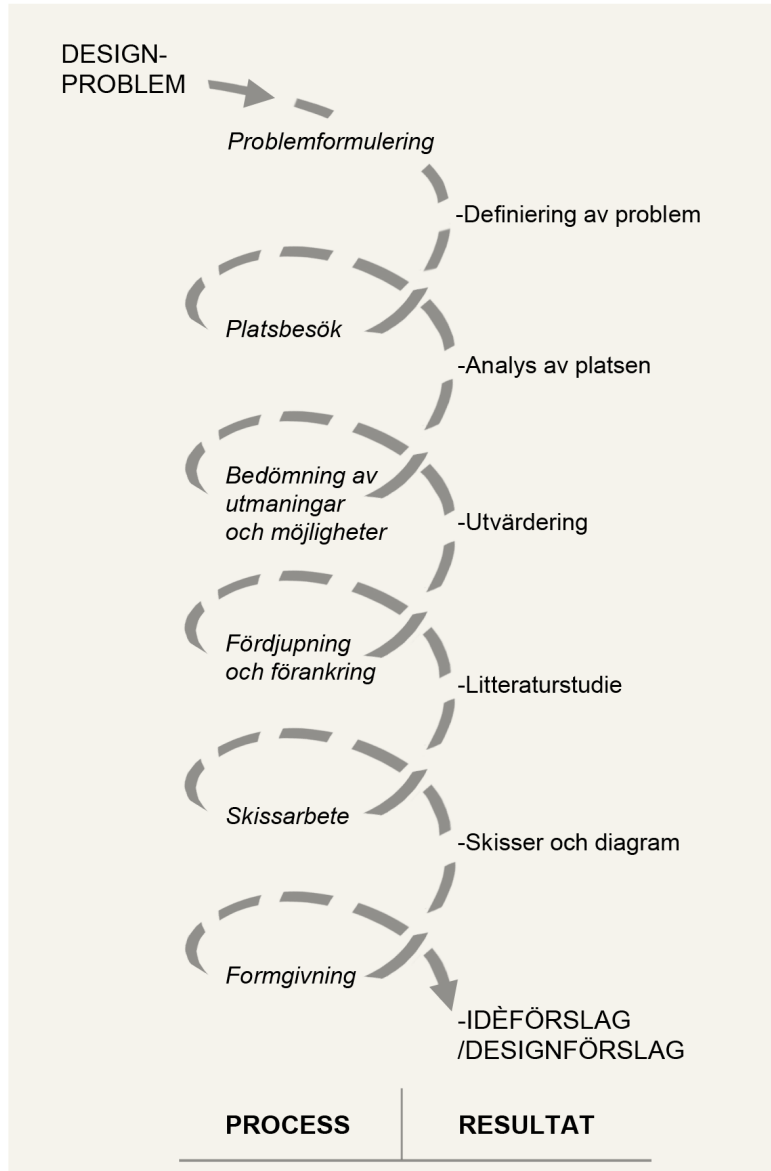 DESIGN-
PROBLEM
Problemformulering
-Definiering av problem
Platsbesök
-Analys av platsen
Bedömning av
utmaningar
och möjligheter
-Utvärdering
Fördjupning
och förankring
-Litteraturstudie
Skissarbete
-Skisser och diagram
Formgivning
-IDÈFÖRSLAG
/DESIGNFÖRSLAG
PROCESS
RESULTAT